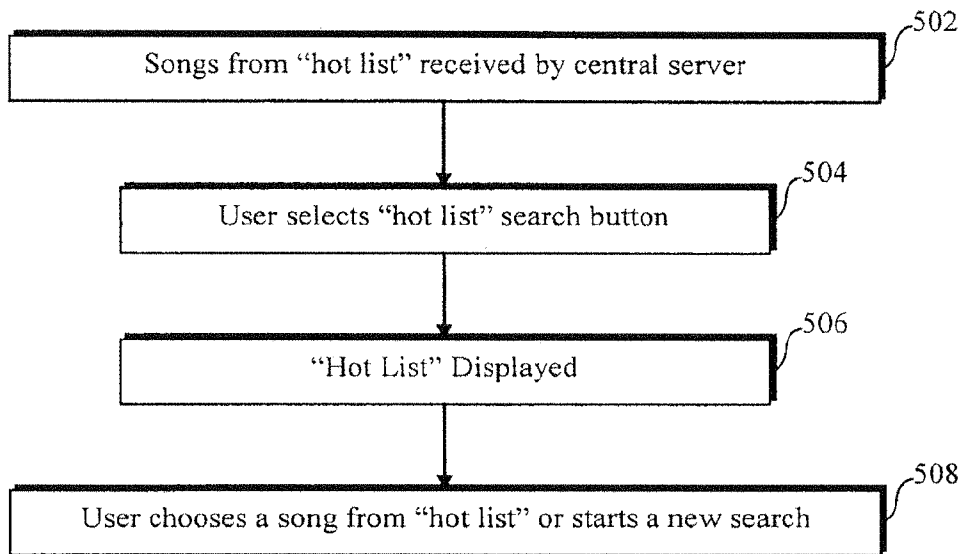 502
Songs from “hot list” received by central server
504
User selects “hot list” search button
506
“Hot List” Displayed
508
User chooses a song from “hot list” or starts a new search